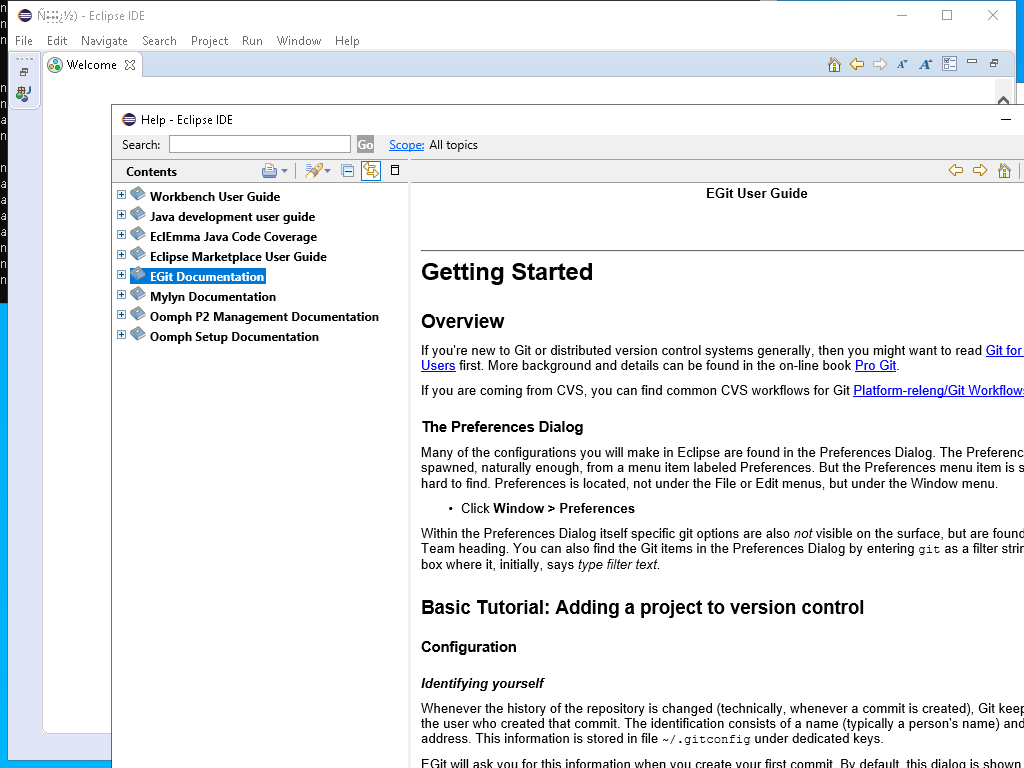 - Eclipse IDE
File Edit Navigate Search Project Run Window Help
Welcome
Help - Eclipse IDE
Search: Go Scope: All topics
Contents
Workbench User Guide
Java development user guide
EclEmma Java Code Coverage
Eclipse Marketplace User Guide
EGit Documentation
Mylyn Documentation
Oomph P2 Management Documentation
Oomph Setup Documentation
EGit User Guide
Getting Started
Overview
If you're new to Git or distributed version control systems generally, then you might want to read Git for
Users first. More background and details can be found in the on-line book Pro Git.
If you are coming from CVS, you can find common CVS workflows for Git Platform-releng/Git Workflows
The Preferences Dialog
Many of the configurations you will make in Eclipse are found in the Preferences Dialog. The Preferenc
spawned, naturally enough, from a menu item labeled Preferences. But the Preferences menu item is s
hard to find. Preferences is located, not under the File or Edit menus, but under the Window menu.
• Click Window > Preferences
Within the Preferences Dialog itself specific git options are also not visible on the surface, but are found
Team heading. You can also find the Git items in the Preferences Dialog by entering git as a filter strin
box where it, initially, says type filter text.
Basic Tutorial: Adding a project to version control
Configuration
Identifying yourself
Whenever the history of the repository is changed (technically, whenever a commit is created), Git keep
the user who created that commit. The identification consists of a name (typically a person's name) and
address. This information is stored in file ~/.gitconfig under dedicated keys.
EGit will ask you for this information when you create your first commit. By default, this dialog is shown